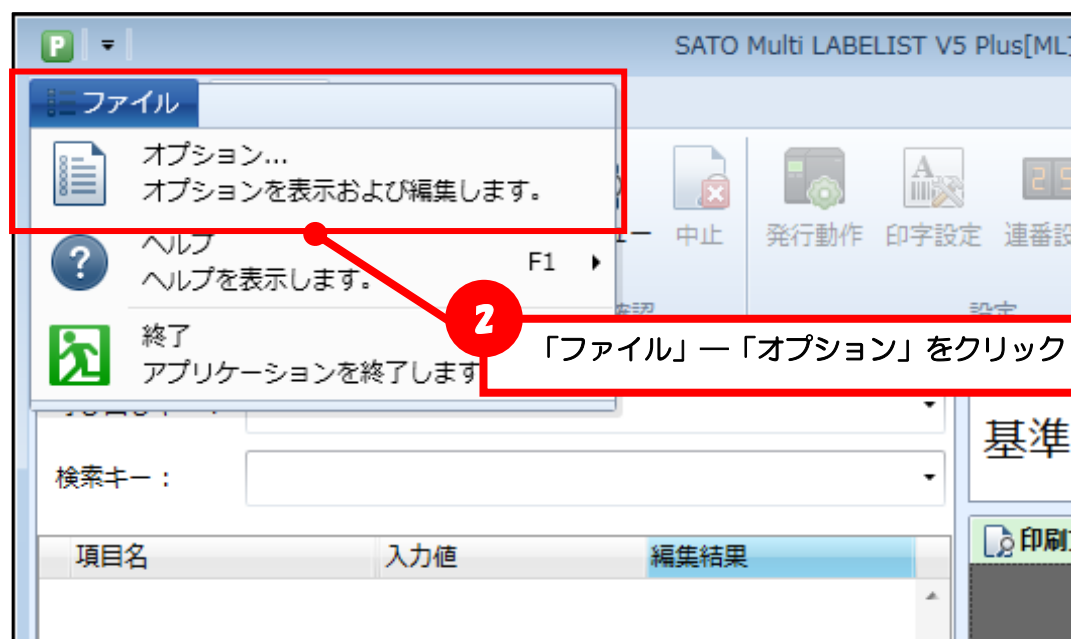 SATO Multi LABELIST V5 Plus[ML]
ファイル
オプション...
オプションを表示および編集します。
中止
発行動作
印字設定
連番設
ヘルプ
ヘルプを表示します。
F1
2
設定
「ファイル」―「オプション」をクリック
終了
アプリケーションを終了します
基準
検索キー：
印刷
項目名
入力値
編集結果